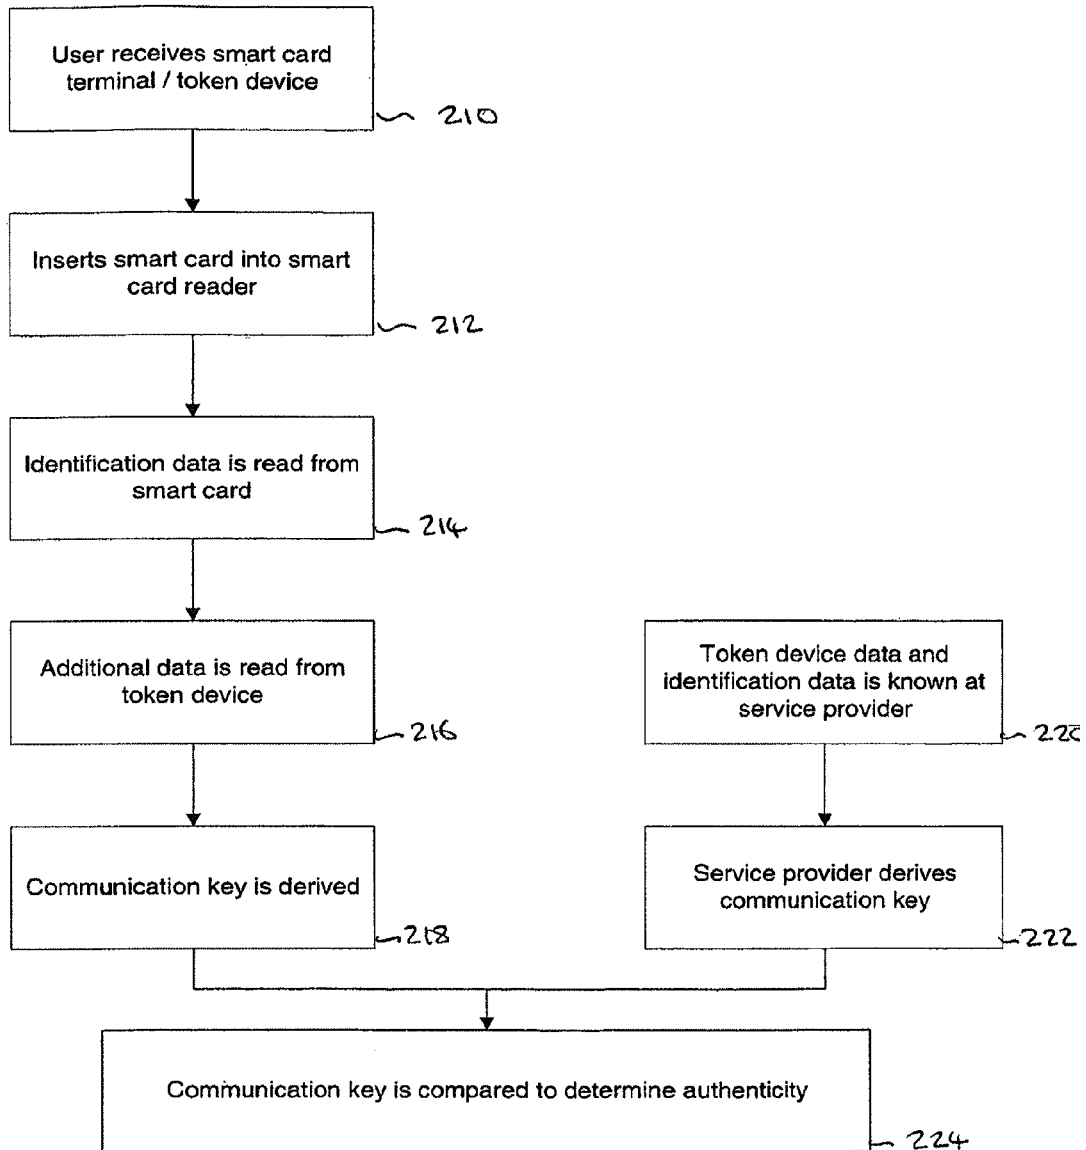 User receives smart card
terminal / token device
210
Inserts smart card into smart
card reader
212
Identification data is read from
smart card
214
Additional data is read from
token device
216
Token device data and
identification data is known at
service provider
220
Communication key is derived
218
Service provider derives
communication key
222
Communication key is compared to determine authenticity
224